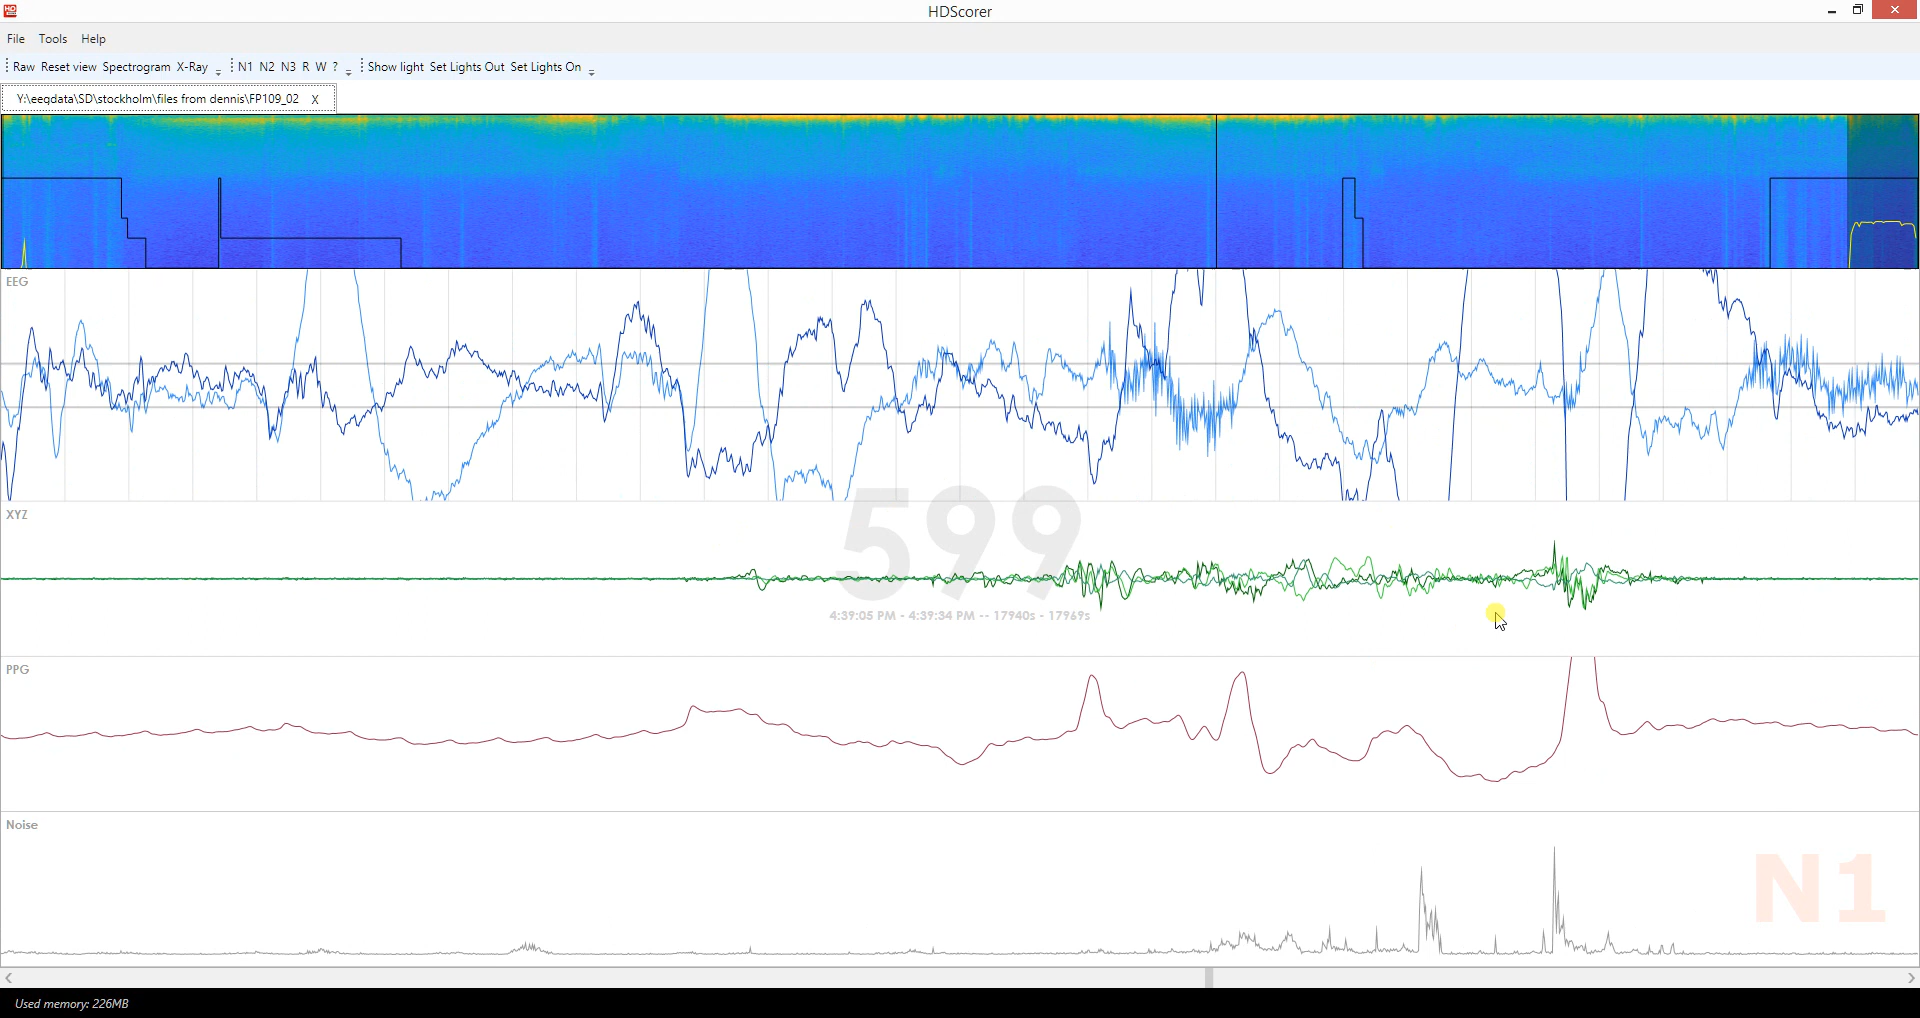 HDScorer
File Tools Help
Raw Reset view Spectrogram X-Ray N1 N2 N3 R W ? Show light Set Lights Out Set Lights On
Y:\eeqdata\SD\stockholm\files from dennis\FP109_02 X
EEG
XYZ
599
4:39:05 PM - 4:39:34 PM -- 17940s - 17969s
PPG
Noise
N1
Used memory: 226MB